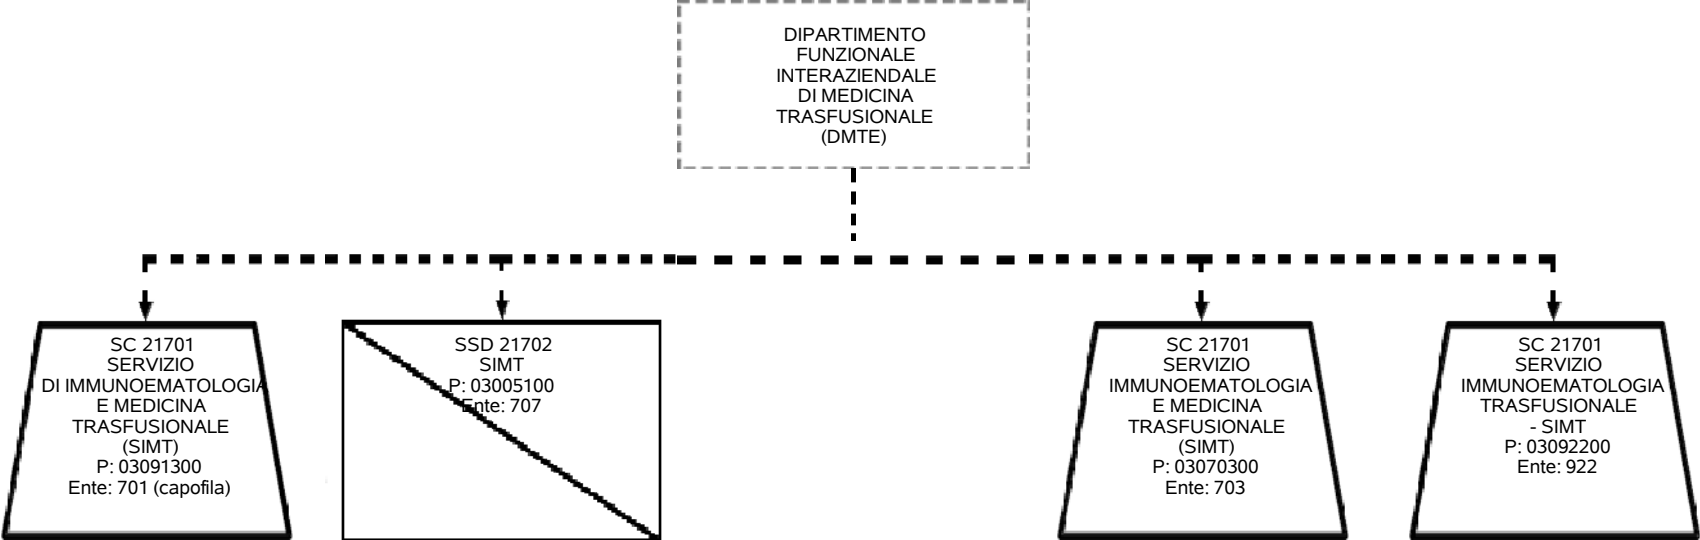 DIPARTIMENTO
FUNZIONALE
INTERAZIENDALE
DI MEDICINA
TRASFUSIONALE
(DMTE)
SC 21701
SERVIZIO
DI IMMUNOEMATOLOGIA
E MEDICINA
TRASFUSIONALE
(SIMT)
P: 03091300
Ente: 701 (capofila)
SSD 21702
SIMT
P: 03005100
Ente: 707
SC 21701
SERVIZIO
IMMUNOEMATOLOGIA
E MEDICINA
TRASFUSIONALE
(SIMT)
P: 03070300
Ente: 703
SC 21701
SERVIZIO
IMMUNOEMATOLOGIA
TRASFUSIONALE
- SIMT
P: 03092200
Ente: 922